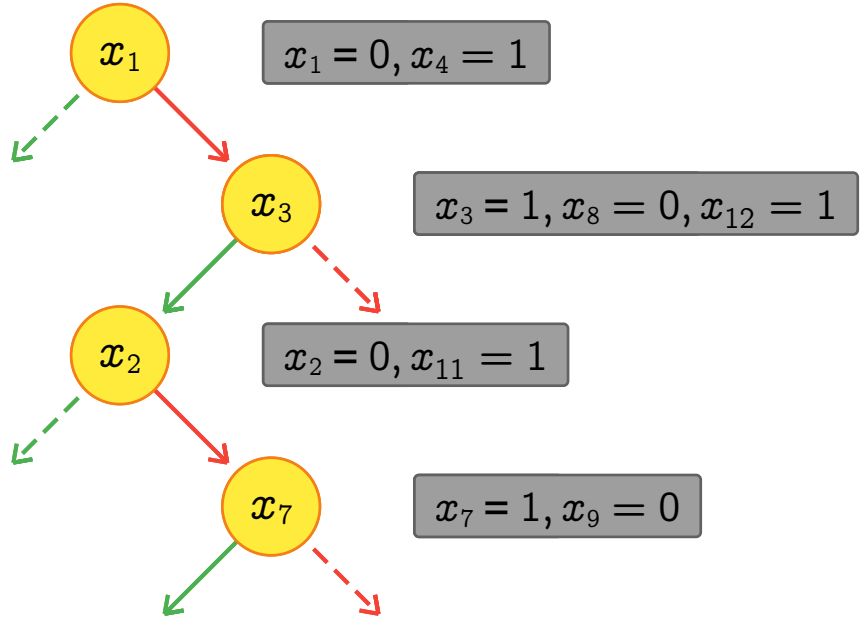 x₁ x₁ = 0, x₄ = 1
x₃ x₃ = 1, x₈ = 0, x₁₂ = 1
x₂ x₂ = 0, x₁₁ = 1
x₇ x₇ = 1, x₉ = 0